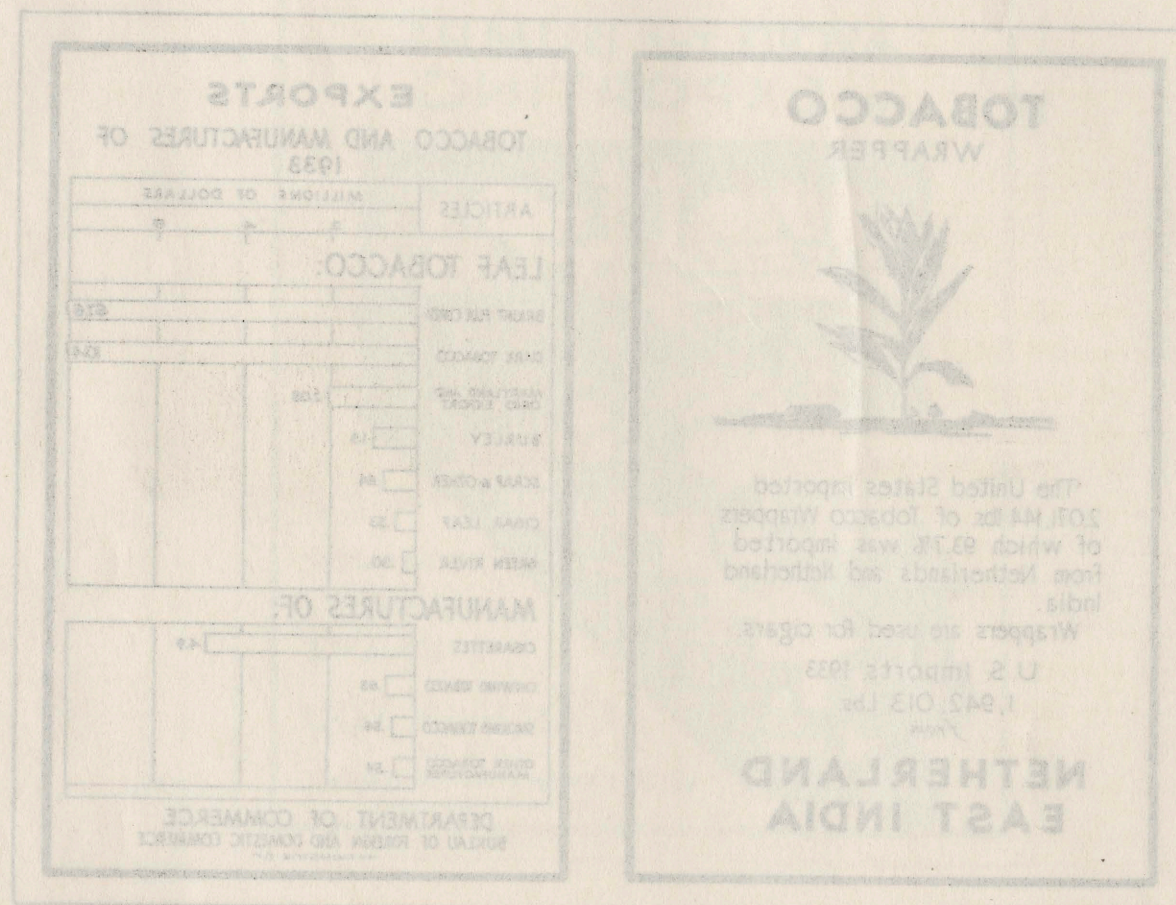 TOBACCO
WRAPPER
The United States imported
2,071,144 lbs of Tobacco Wrappers
of which 93.7% was imported
from Netherlands and Netherland
India.
Wrappers are used for cigars.
U.S. Imports 1933
1,942,013 Lbs
From
NETHERLAND
EAST INDIA
EXPORTS
TOBACCO AND MANUFACTURES OF
1933
ARTICLES MILLIONS OF DOLLARS
LEAF TOBACCO:
BRIGHT FLUE CURED
DARK TOBACCO
MARYLAND AND
OHIO EXPORT
BURLEY
SCRAP & OTHER .64
CIGAR LEAF
GREEN RIVER .30
MANUFACTURES OF:
CIGARETTES
CHEWING TOBACCO
SMOKING TOBACCO
OTHER TOBACCO
MANUFACTURES
DEPARTMENT OF COMMERCE
BUREAU OF FOREIGN AND DOMESTIC COMMERCE